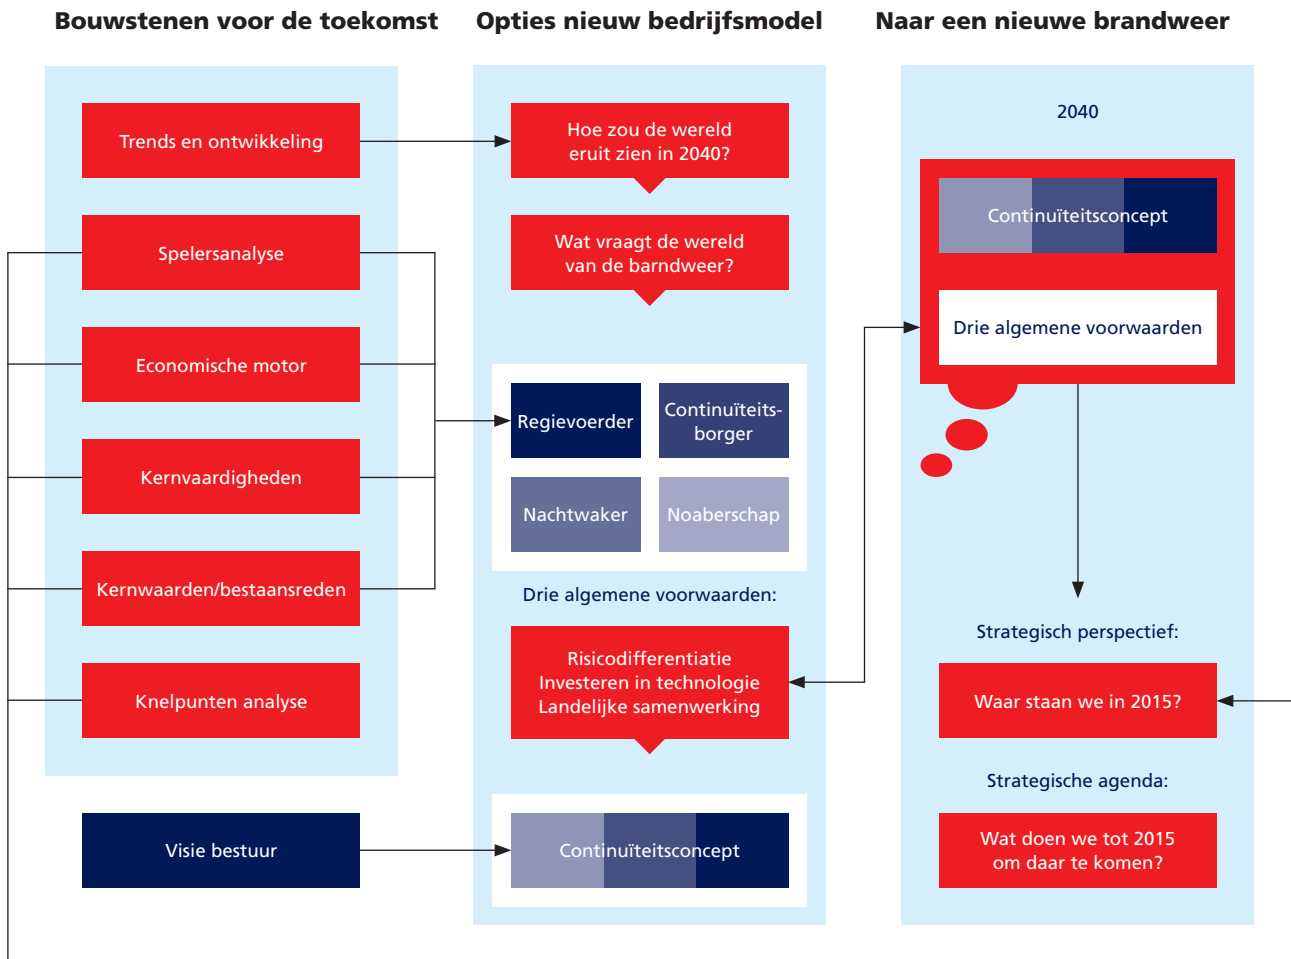 Bouwstenen voor de toekomst
Trends en ontwikkeling
Spelersanalyse
Economische motor
Kernvaardigheden
Kernwaarden/bestaansreden
Knelpunten analyse
Visie bestuur
Opties nieuw bedrijfsmodel
Hoe zou de wereld
eruit zien in 2040?
Wat vraagt de wereld
van de barndweer?
Regievoerder
Continuïteits-
borger
Nachtwaker
Noaberschap
Drie algemene voorwaarden:
Risicodifferentiatie
Investeren in technologie
Landelijke samenwerking
Continuïteitsconcept
Naar een nieuwe brandweer
2040
Continuïteitsconcept
Drie algemene voorwaarden
Strategisch perspectief:
Waar staan we in 2015?
Strategische agenda:
Wat doen we tot 2015
om daar te komen?